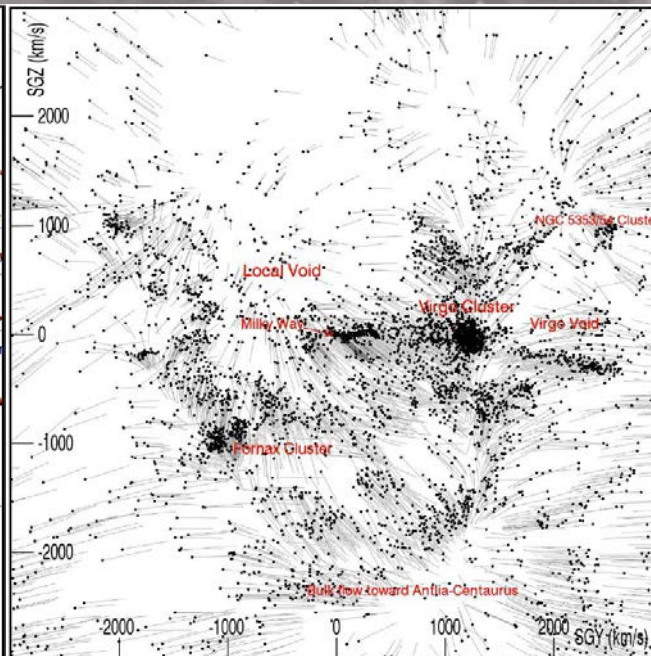 SGZ (km/s)
2000
1000
NGC 5353/54 Cluste
Local Void
Virgo Cluster
Milky Way
Virgo Void
0
-1000
Fornax Cluster
-2000
Bulk flow toward Antlia-Centaurus
-2000
-1000
0
1000
2000
SGY (km/s)